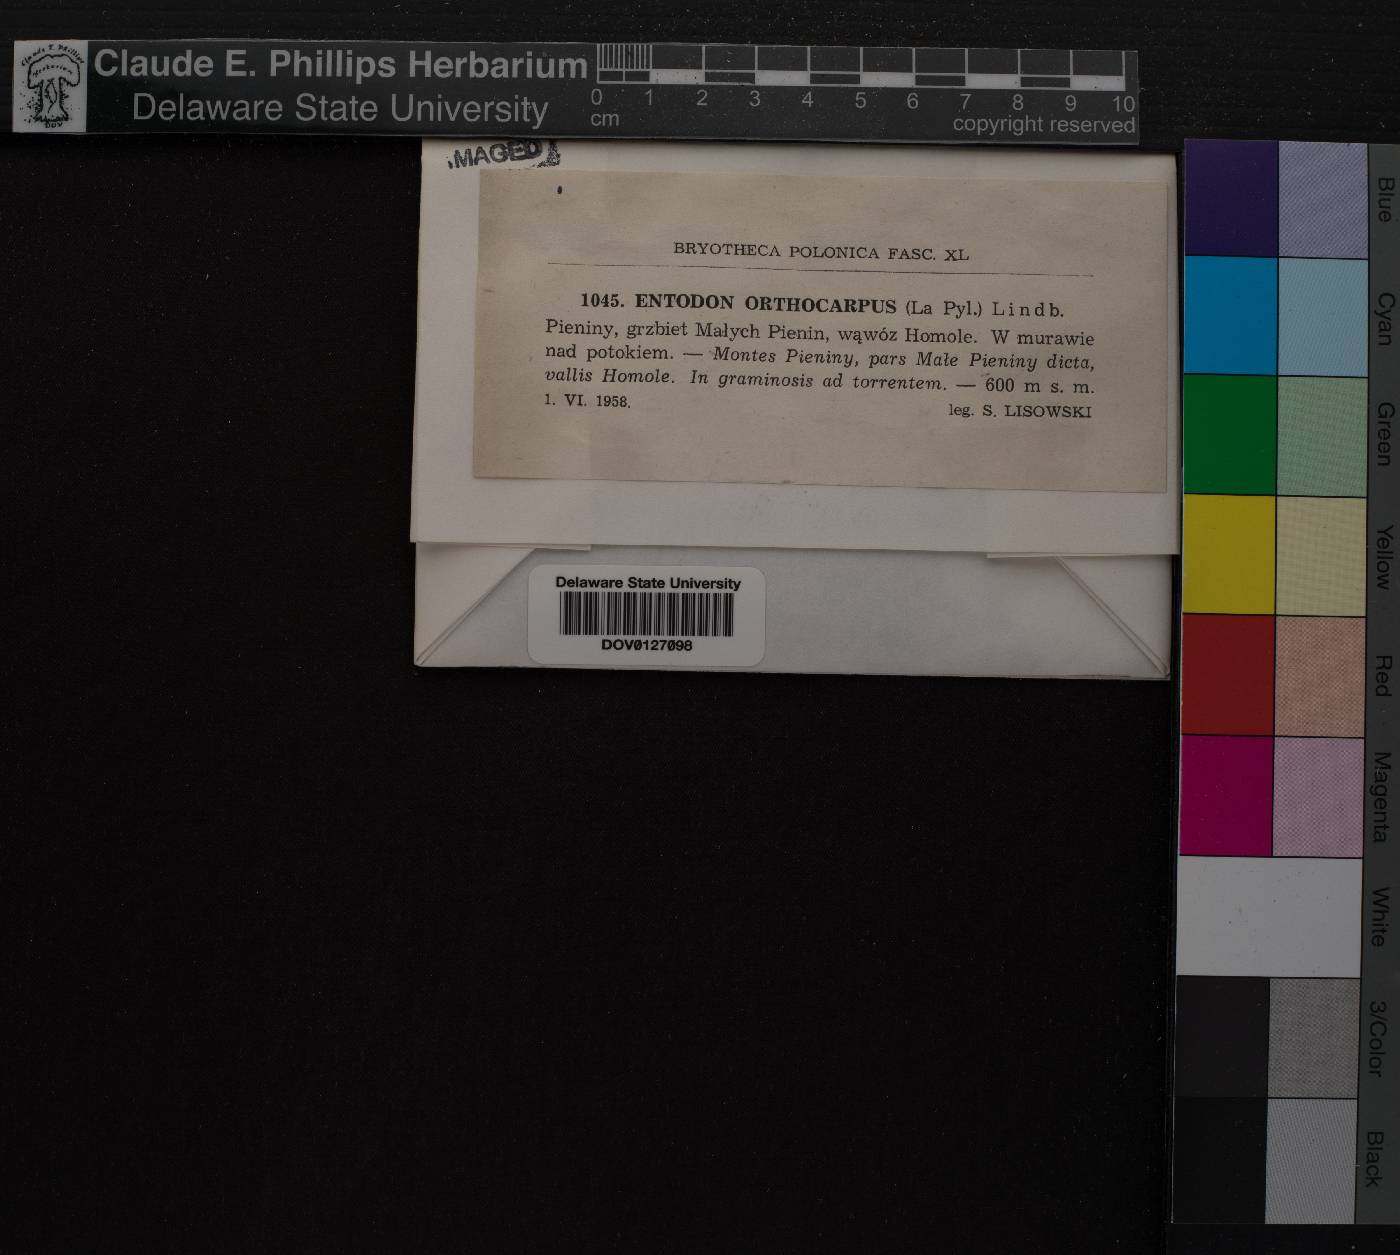 Claude E. Phillips Herbarium
Delaware State University
0 1 2 3 4 5 6 7 8 9 10
cm
copyright reserved
BRYOTHECA POLONICA FASC. XL
1045. ENTODON ORTHOCARPUS (La Pyl.) Lindb.
Pieniny, grzbiet Małych Pienin, wąwóz Homole. W murawie
nad potokiem. — Montes Pieniny, pars Małe Pieniny dicta,
vallis Homole. In graminosis ad torrentem. — 600 m s. m.
1. VI. 1958.
leg. S. LISOWSKI
Delaware State University
DOV0127098
Blue
Cyan
Green
Yellow
Red
Magenta
White
3/Color
Black